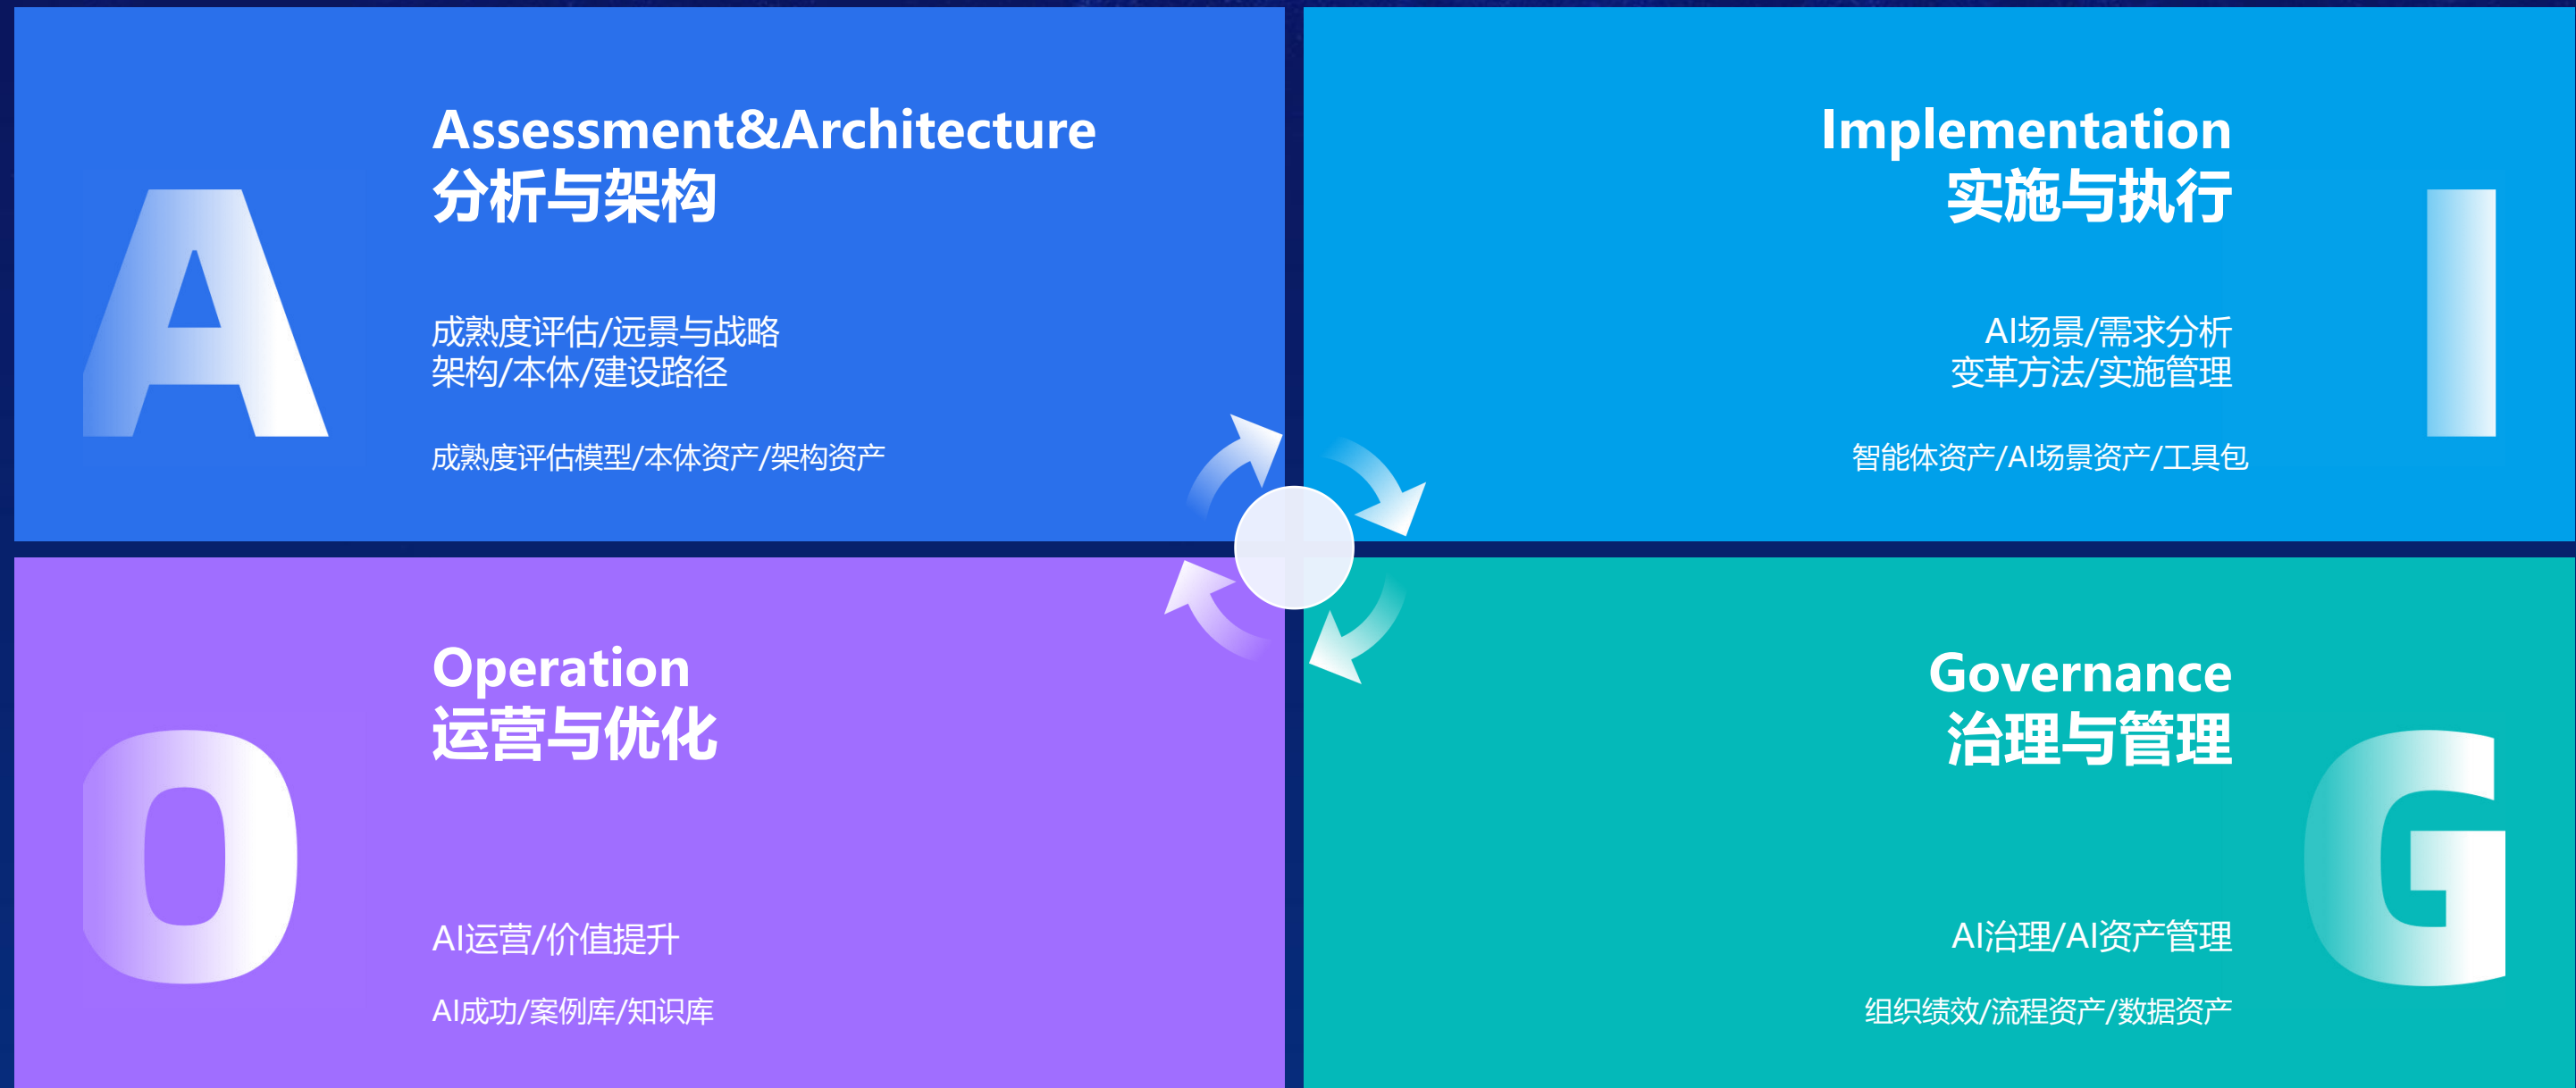 A
Assessment&Architecture
分析与架构
成熟度评估/远景与战略
架构/本体/建设路径
成熟度评估模型/本体资产/架构资产
I
Implementation
实施与执行
AI场景/需求分析
变革方法/实施管理
智能体资产/AI场景资产/工具包
O
Operation
运营与优化
AI运营/价值提升
AI成功/案例库/知识库
G
Governance
治理与管理
AI治理/AI资产管理
组织绩效/流程资产/数据资产